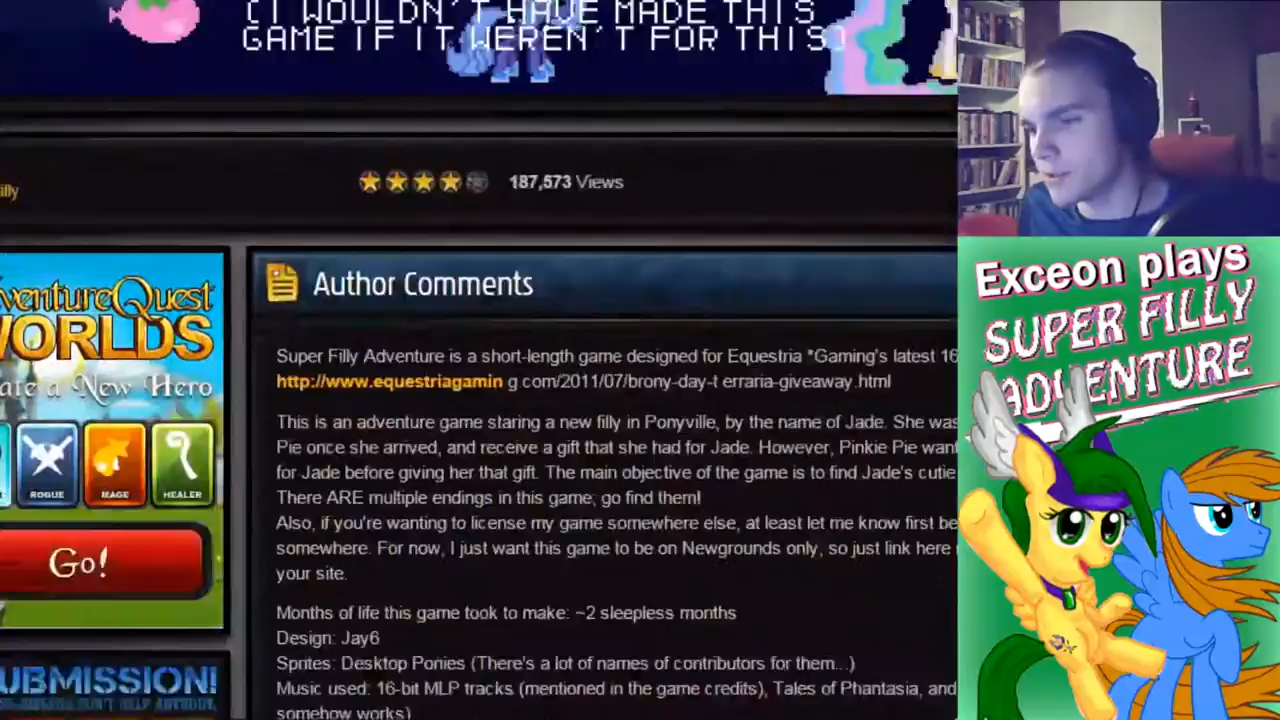 (I WOULDN'T HAVE MADE THIS
GAME IF IT WEREN'T FOR THIS)
187,573 Views
Author Comments
Super Filly Adventure is a short-length game designed for Equestria *Gaming's latest 16
http://www.equestriagamin g.com/2011/07/brony-day-t erraria-giveaway.html
This is an adventure game staring a new filly in Ponyville, by the name of Jade. She was
Pie once she arrived, and receive a gift that she had for Jade. However, Pinkie Pie want
for Jade before giving her that gift. The main objective of the game is to find Jade's cutie
There ARE multiple endings in this game, go find them!
Also, if you're wanting to license my game somewhere else, at least let me know first be
somewhere. For now, I just want this game to be on Newgrounds only, so just link here
your site.
Months of life this game took to make: ~2 sleepless months
Design: Jay6
Sprites: Desktop Ponies (There's a lot of names of contributors for them...)
Music used: 16-bit MLP tracks (mentioned in the game credits), Tales of Phantasia, and
somehow works)
ventureQuest
WORLDS
ate a New Hero
ROGUE
MAGE
HEALER
Go!
UBMISSION!
Exceon plays
SUPER FILLY
ADVENTURE